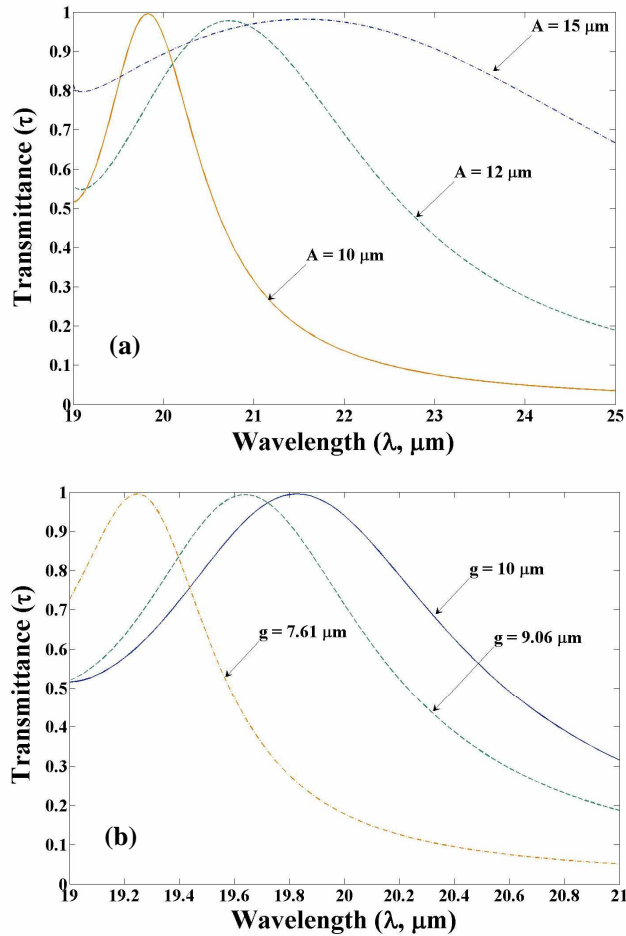 1
0.9
0.8
0.7
0.6
0.5
0.4
0.3
0.2
0.1
0
Transmittance (τ)
A = 15 μm
A = 12 μm
A = 10 μm
(a)
19 20 21 22 23 24 25
Wavelength (λ, μm)
1
0.9
0.8
0.7
0.6
0.5
0.4
0.3
0.2
0.1
0
Transmittance (τ)
g = 10 μm
g = 7.61 μm
g = 9.06 μm
(b)
19 19.2 19.4 19.6 19.8 20 20.2 20.4 20.6 20.8 21
Wavelength (λ, μm)